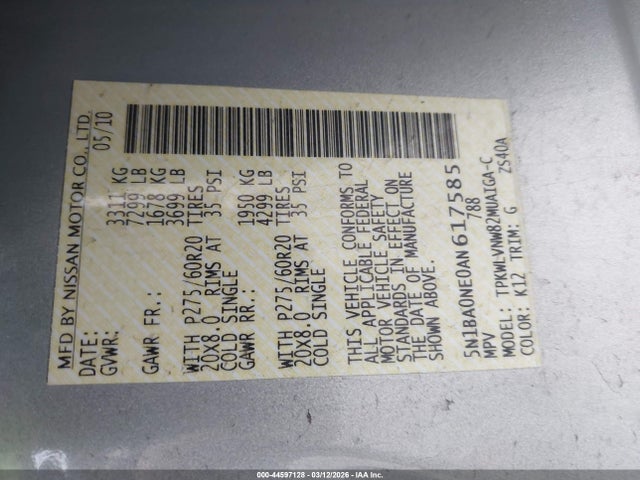 MFD BY NISSAN MOTOR CO., LTD.
DATE: 05/10
GVWR: 3311 KG
7299 LB
GAWR FR.: 1678 KG
3699 LB
WITH P275/60R20 TIRES
20X8.0 RIMS AT 35 PSI
COLD SINGLE
GAWR RR.: 1950 KG
4299 LB
WITH P275/60R20 TIRES
20X8.0 RIMS AT 35 PSI
COLD SINGLE
THIS VEHICLE CONFORMS TO
ALL APPLICABLE FEDERAL
MOTOR VEHICLE SAFETY
STANDARDS IN EFFECT ON
THE DATE OF MANUFACTURE
SHOWN ABOVE.
5N1BA0NE0AN617585
MPV 788
MODEL: TPKWLVNW82MUA1GA-C
COLOR: K12 TRIM: G ZS40A
000-44597128 - 03/12/2026 - IAA Inc.